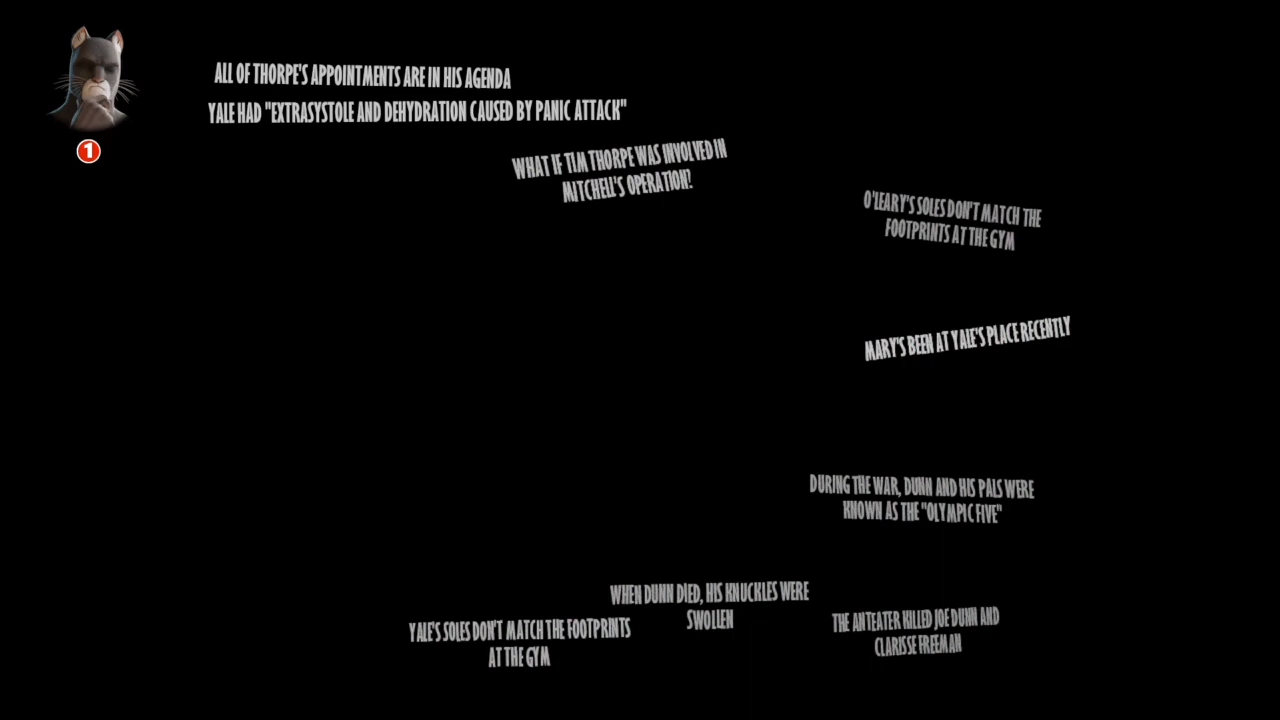 ALL OF THORPE'S APPOINTMENTS ARE IN HIS AGENDA
YALE HAD "EXTRASYSTOLE AND DEHYDRATION CAUSED BY PANIC ATTACK"
1
WHAT IF TIM THORPE WAS INVOLVED IN
MITCHELL'S OPERATION?
O'LEARY'S SOLES DON'T MATCH THE
FOOTPRINTS AT THE GYM
MARY'S BEEN AT YALE'S PLACE RECENTLY
DURING THE WAR, DUNN AND HIS PALS WERE
KNOWN AS THE "OLYMPIC FIVE"
WHEN DUNN DIED, HIS KNUCKLES WERE
SWOLLEN
YALE'S SOLES DON'T MATCH THE FOOTPRINTS
AT THE GYM
THE ANTEATER KILLED JOE DUNN AND
CLARISSE FREEMAN